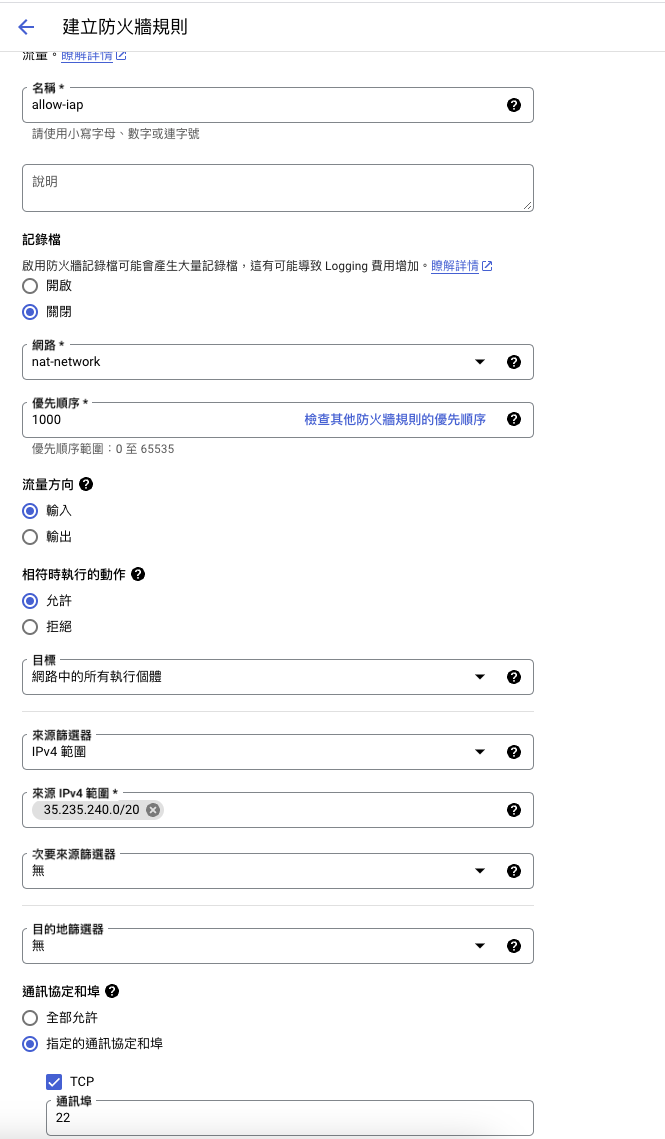 建立防火牆規則
流量。瞭解詳情
名稱 *
allow-iap
請使用小寫字母、數字或連字號
說明
記錄檔
啟用防火牆記錄檔可能會產生大量記錄檔，這有可能導致 Logging 費用增加。瞭解詳情
開啟
關閉
網路 *
nat-network
優先順序 *
1000 檢查其他防火牆規則的優先順序
優先順序範圍：0 至 65535
流量方向
輸入
輸出
相符時執行的動作
允許
拒絕
目標
網路中的所有執行個體
來源篩選器
IPv4 範圍
來源 IPv4 範圍 *
35.235.240.0/20
次要來源篩選器
無
目的地篩選器
無
通訊協定和埠
全部允許
指定的通訊協定和埠
TCP
通訊埠
22